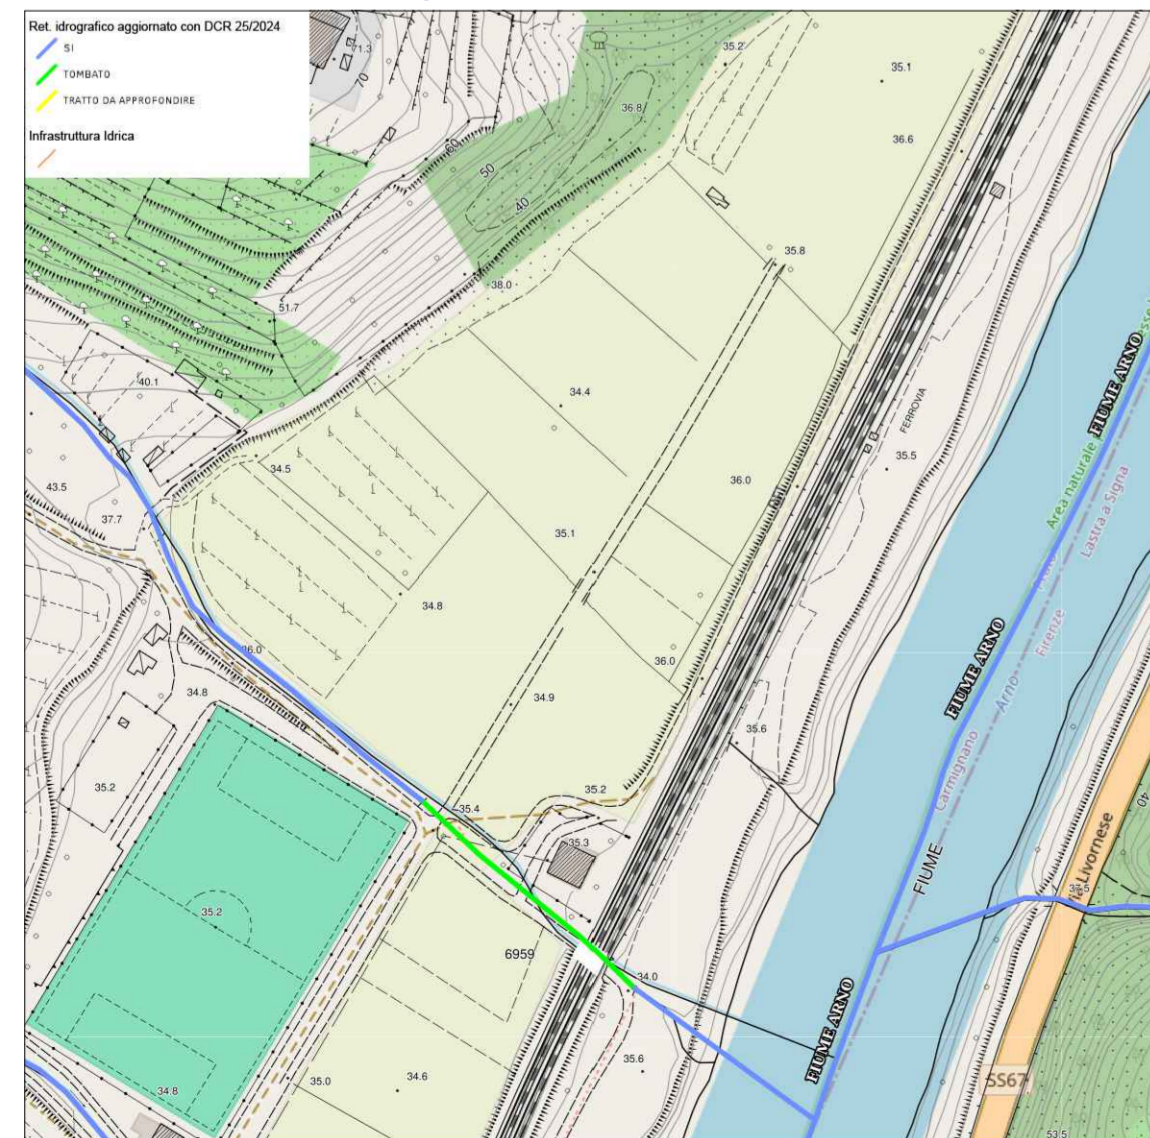 Ret. idrografico aggiornato con DCR 25/2024
SI
TOMBATO
TRATTO DA APPROFONDIRE
Infrastruttura Idrica
71.3
70
35.2
35.1
36.8
36.6
60
50
40
35.8
38.0
51.7
40.1
34.4
FERROVIA
FIUME ARNO
Area naturale
Lastra a Signa
34.5
35.5
36.0
43.5
37.7
35.1
34.8
Firenze
36.0
36.0
FIUME ARNO
Arno
34.8
34.9
35.6
Carmignano
35.2
35.2
35.4
40
35.3
FIUME
Via Livornese
37.5
35.2
6959
34.0
FIUME ARNO
35.6
SS67
34.8
35.0
34.6
53.5